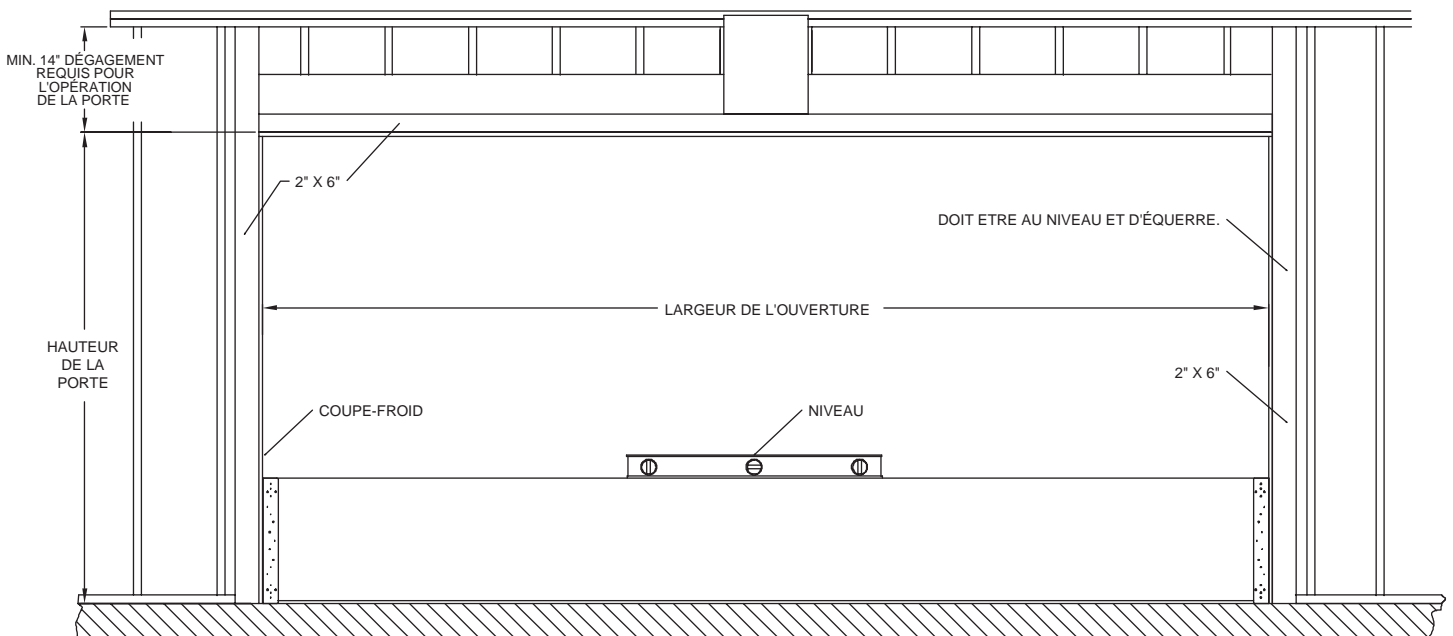 MIN. 14" DÉGAGEMENT
REQUIS POUR
L'OPÉRATION
DE LA PORTE
2" X 6"
DOIT ETRE AU NIVEAU ET D'ÉQUERRE.
LARGEUR DE L'OUVERTURE
HAUTEUR
DE LA
PORTE
2" X 6"
COUPE-FROID
NIVEAU